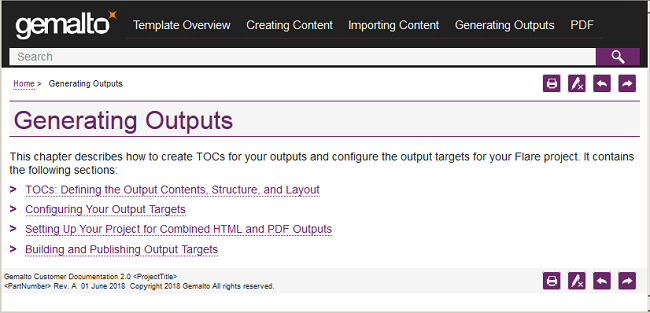 gemalto Template Overview Creating Content Importing Content Generating Outputs PDF
Search
Home > Generating Outputs
Generating Outputs
This chapter describes how to create TOCs for your outputs and configure the output targets for your Flare project. It contains
the following sections:
> TOCs: Defining the Output Contents, Structure, and Layout
> Configuring Your Output Targets
> Setting Up Your Project for Combined HTML and PDF Outputs
> Building and Publishing Output Targets
Gemalto Customer Documentation 2.0 <ProjectTitle>
<PartNumber> Rev. A 01 June 2018 Copyright 2018 Gemalto All rights reserved.